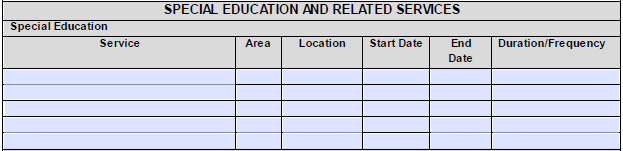 SPECIAL EDUCATION AND RELATED SERVICES
Special Education
Service Area Location Start Date End Date Duration/Frequency